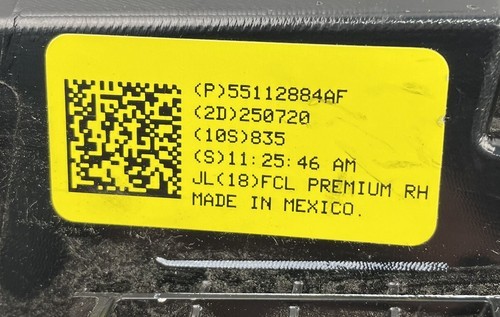 (P)55112884AF
(2D)250720
(10S)835
(S)11:25:46 AM
JL(18)FCL PREMIUM RH
MADE IN MEXICO.